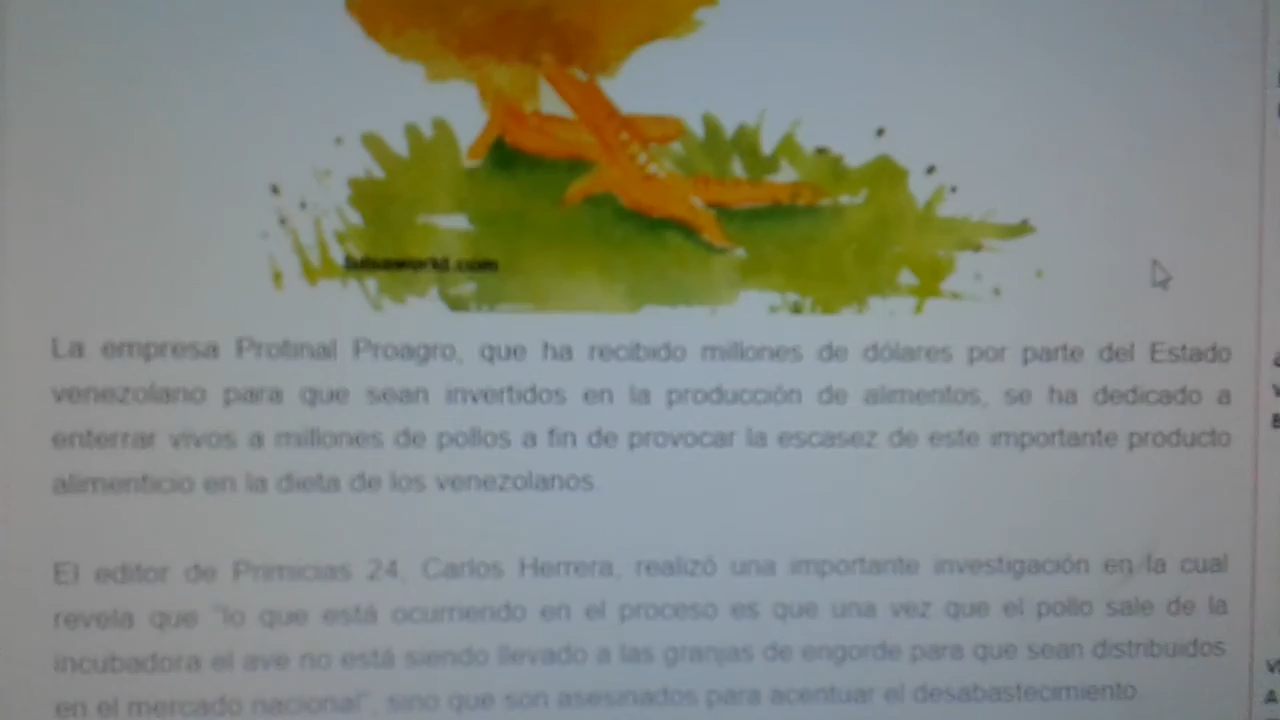 La empresa Protinal Proagro, que ha recibido millones de dólares por parte del Estado
venezolano para que sean invertidos en la producción de alimentos, se ha dedicado a
enterrar vivos a millones de pollos a fin de provocar la escasez de este importante producto
alimenticio en la dieta de los venezolanos.
El editor de Primicias 24, Carlos Herrera, realizó una importante investigación en la cual
revela que "lo que está ocurriendo en el proceso es que una vez que el pollo sale de la
incubadora el ave no está siendo llevado a las granjas de engorde para que sean distribuidos
en el mercado nacional", sino que son asesinados para acentuar el desabastecimiento.